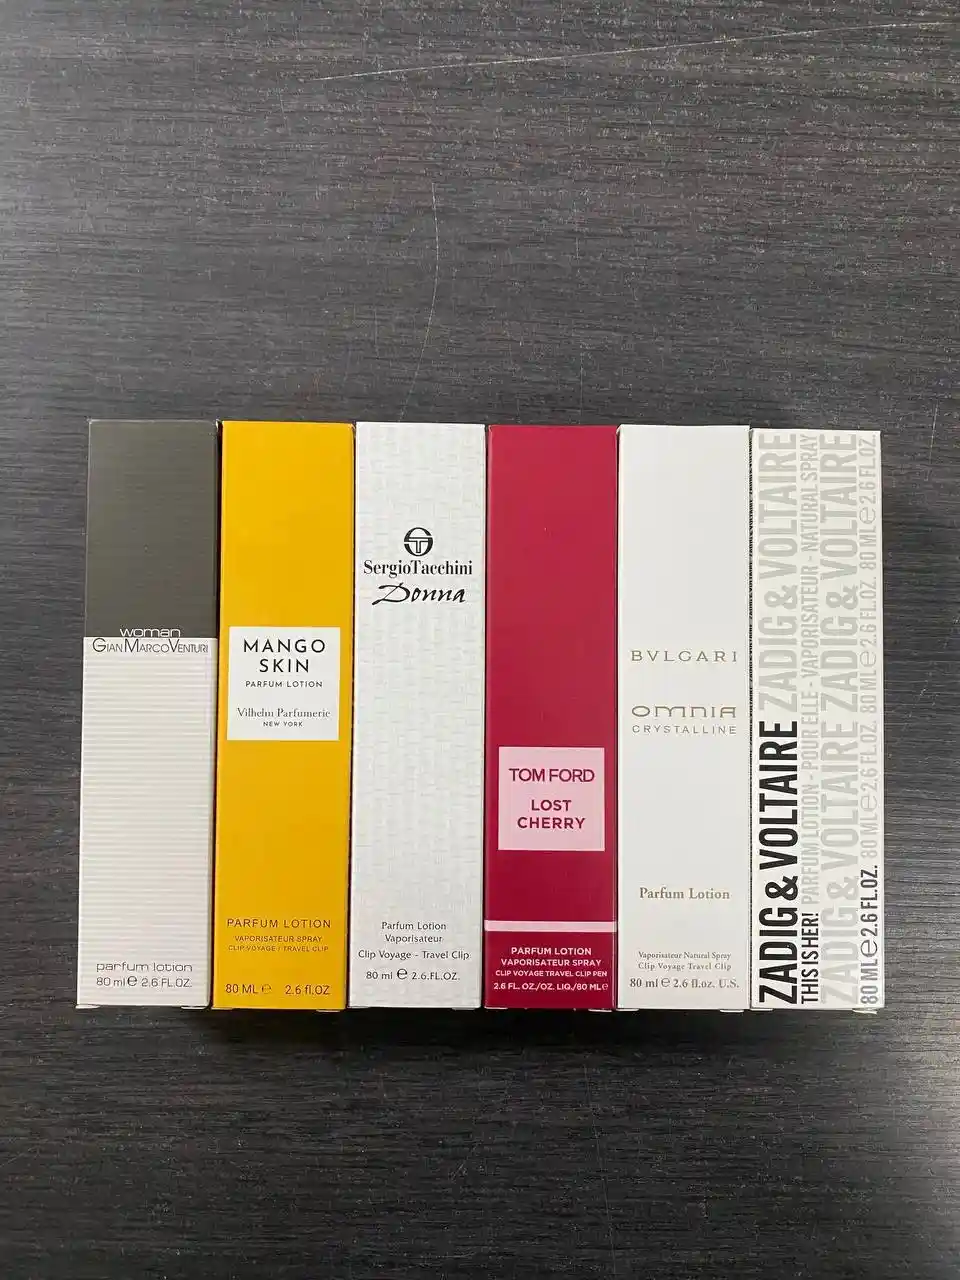 woman
GIANMARCOVENTURI
parfum lotion
80 ml e 2.6 FL.OZ.
MANGO
SKIN
PARFUM LOTION
Vilhelm Parfumerie
NEW YORK
PARFUM LOTION
VAPORISATEUR SPRAY
CLIP VOYAGE / TRAVEL CLIP
80 ML e 2.6 fl.OZ
SergioTacchini
Donna
Parfum Lotion
Vaporisateur
Clip Voyage - Travel Clip
80 ml e 2.6.FL.OZ.
TOM FORD
LOST
CHERRY
PARFUM LOTION
VAPORISATEUR SPRAY
CLIP VOYAGE TRAVEL CLIP PEN
2.6 FL. OZ./OZ. LIQ./80 ML e
BVLGARI
OMNIA
CRYSTALLINE
Parfum Lotion
Vaporisateur Natural Spray
Clip Voyage Travel Clip
80 ml e 2.6 fl.oz. U.S.
ZADIG & VOLTAIRE ZADIG & VOLTAIRE
THIS IS HER! PARFUM LOTION - POUR ELLE - VAPORISATEUR - NATURAL SPRAY
ZADIG & VOLTAIRE ZADIG & VOLTAIRE
80 ML e 2.6 FL.OZ. 80 ML e 2.6 FL.OZ. 80 ML e 2.6 FL.OZ. 80 ML e 2.6 FL.OZ.